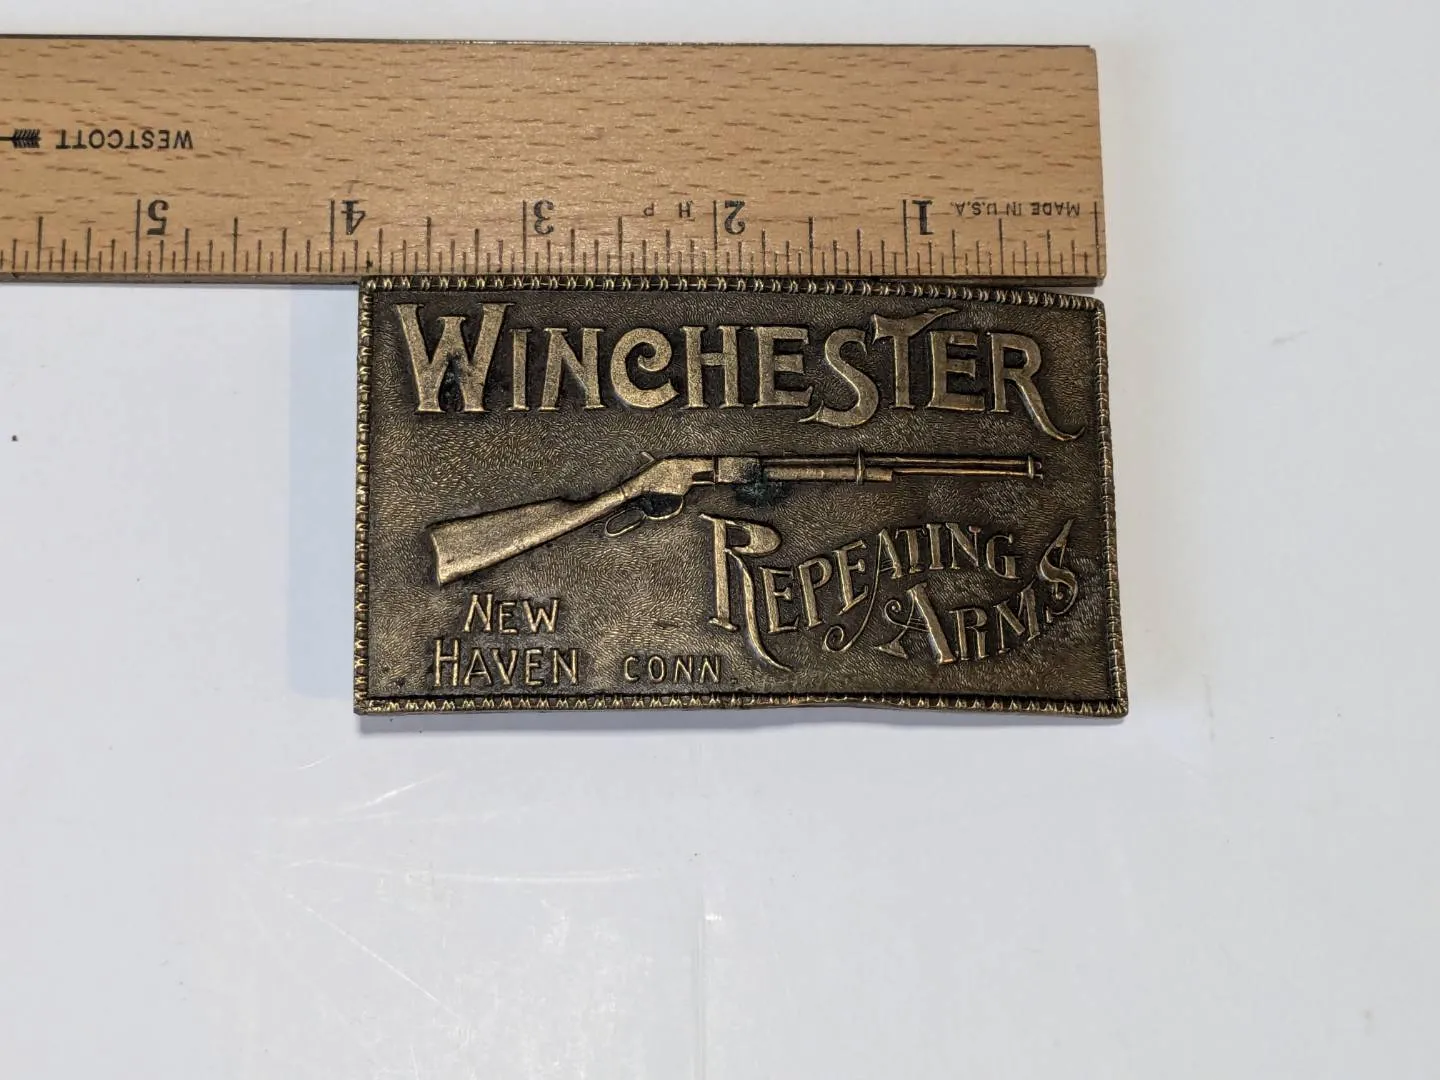 WESTCOTT
5 4 3 2 1
H P
MADE IN U.S.A.
WINCHESTER
REPEATING
ARMS
NEW
HAVEN CONN.